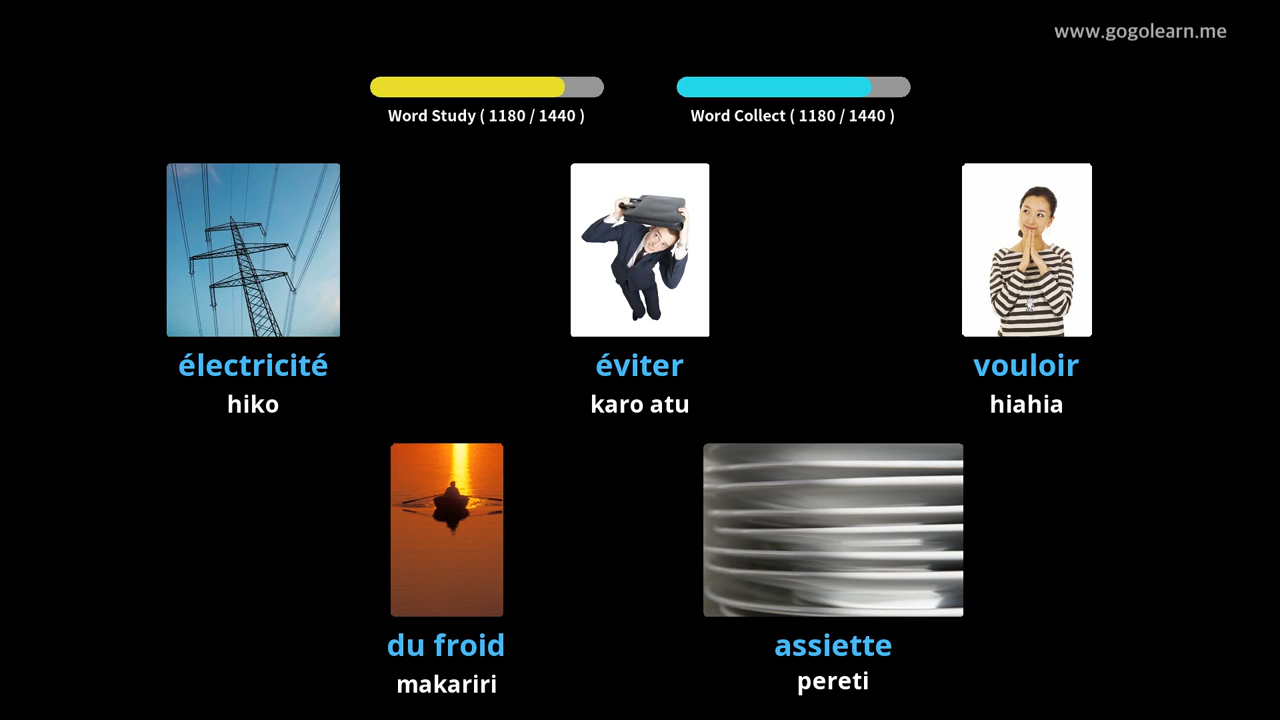 www.gogolearn.me
Word Study ( 1180 / 1440 )
Word Collect ( 1180 / 1440 )
électricité
éviter
vouloir
hiko
karo atu
hiahia
du froid
assiette
makariri
pereti